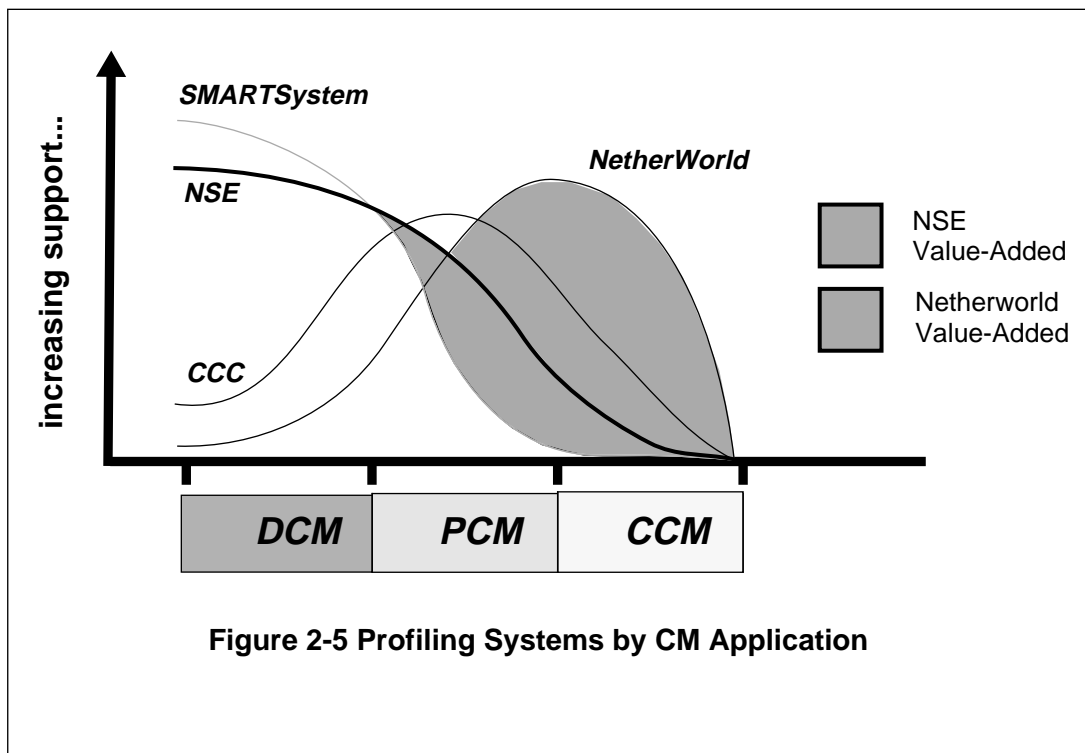 increasing support...
SMARTSystem
NSE
CCC
NetherWorld
NSE
Value-Added
Netherworld
Value-Added
DCM
PCM
CCM
Figure 2-5 Profiling Systems by CM Application